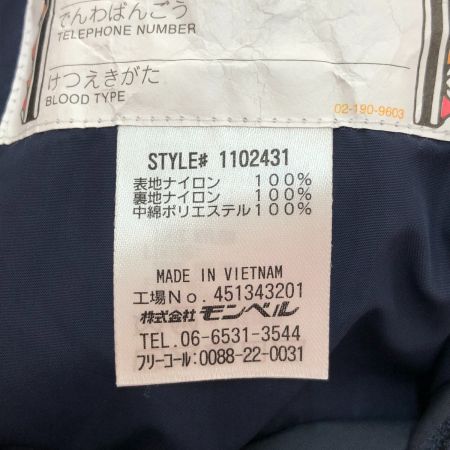 でんわばんごう
TELEPHONE NUMBER
けつえきがた
BLOOD TYPE
02-190-9603
STYLE# 1102431
表地ナイロン 100%
裏地ナイロン 100%
中綿ポリエステル 100%
MADE IN VIETNAM
工場No. 451343201
株式会社モンベル
TEL. 06-6531-3544
フリーコール:0088-22-0031